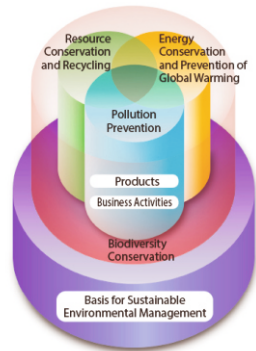 Resource
Conservation
and Recycling
Energy
Conservation
and Prevention of
Global Warming
Pollution
Prevention
Products
Business Activities
Biodiversity
Conservation
Basis for Sustainable
Environmental Management